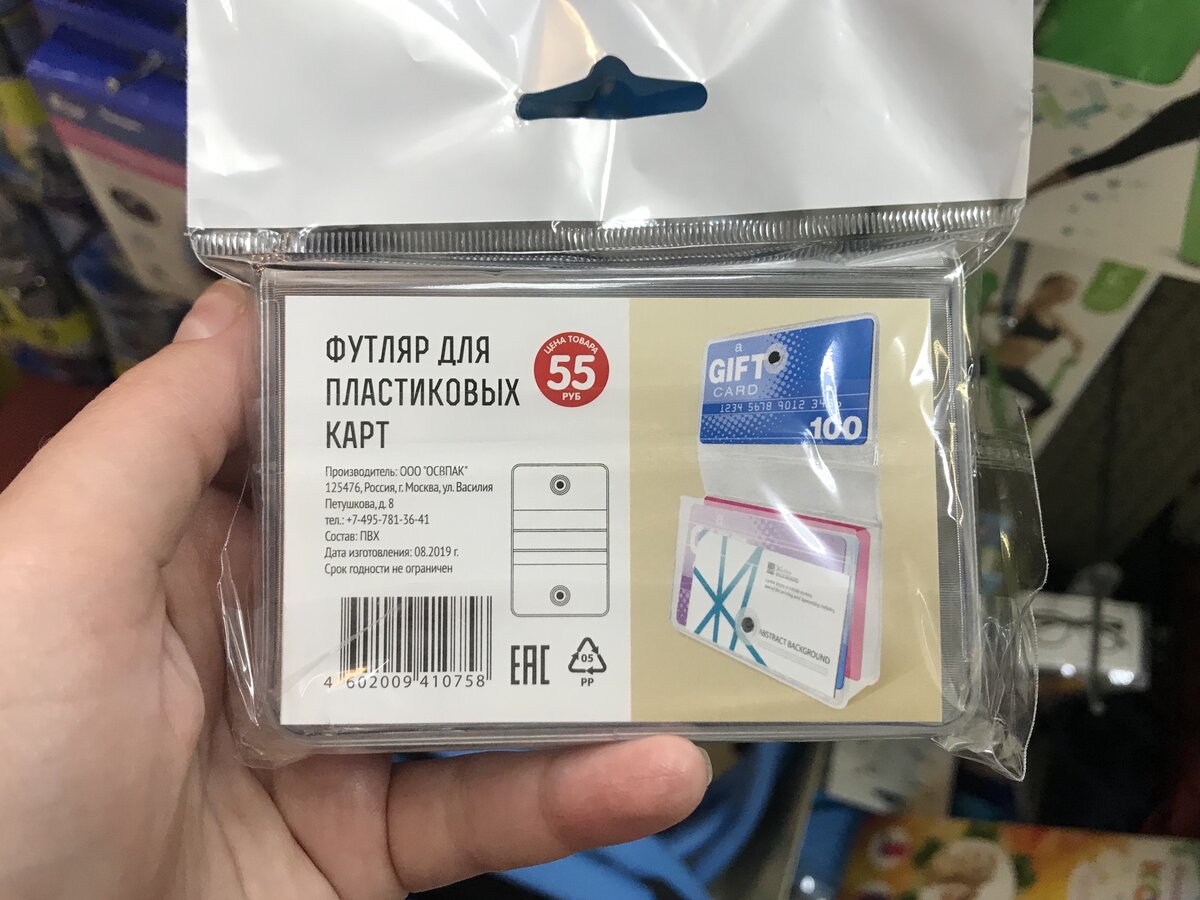 ФУТЛЯР ДЛЯ
ПЛАСТИКОВЫХ
КАРТ
ЦЕНА ТОВАРА
55
РУБ
Производитель: ООО "ОСВПАК"
125476, Россия, г. Москва, ул. Василия
Петушкова, д. 8
тел.: +7-495-781-36-41
Состав: ПВХ
Дата изготовления: 08.2019 г.
Срок годности не ограничен
4 602009 410758
EAC
05
PP
a
GIFT
CARD
1234 5678 9012
100
ABSTRACT BACKGROUND